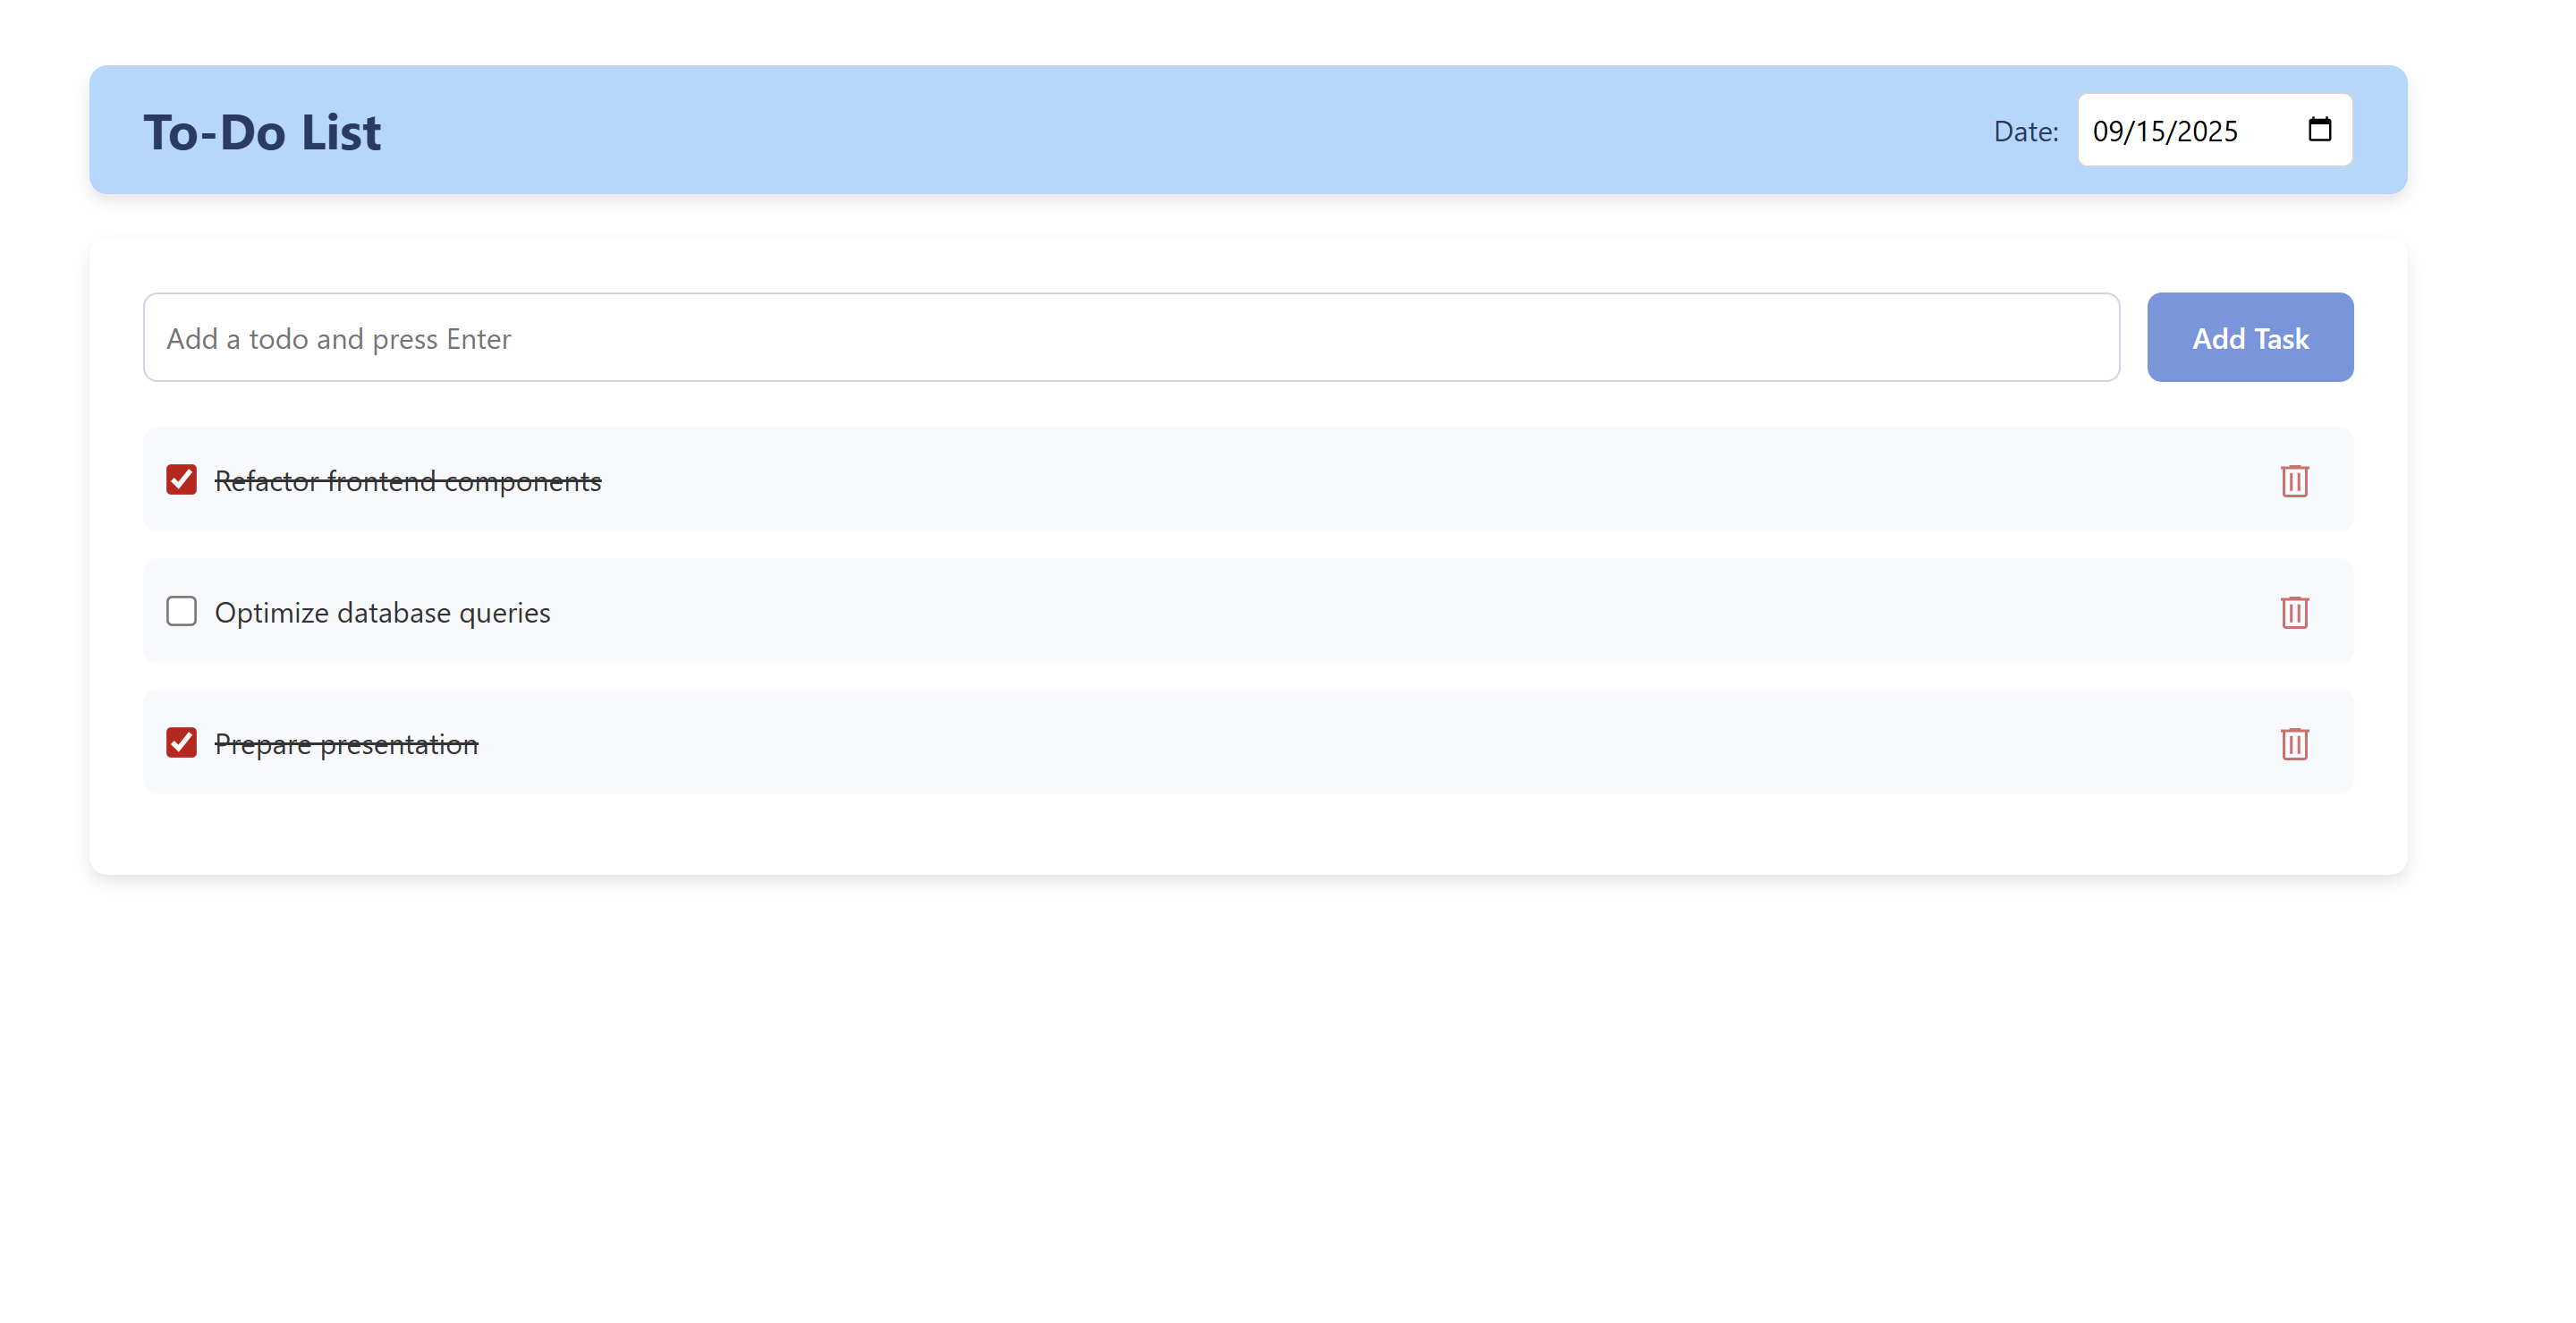 To-Do List
Date: 09/15/2025
Add a todo and press Enter
Add Task
Refactor frontend components
Optimize database queries
Prepare presentation